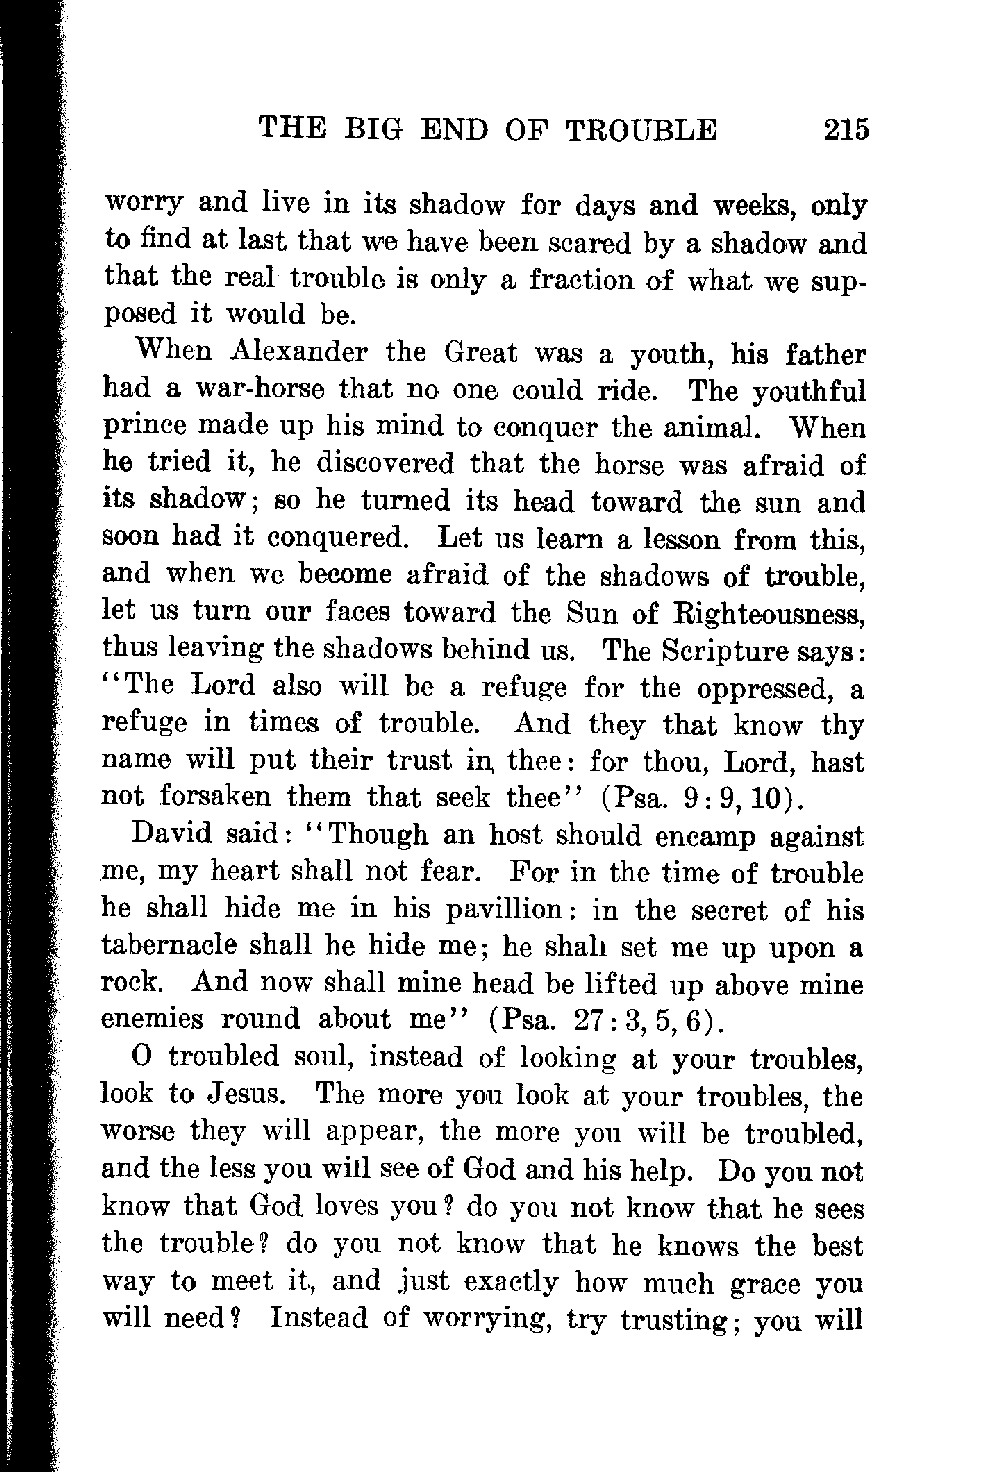 THE BIG END OF TROUBLE 215
worry and live in its shadow for days and weeks, only
to find at last that we have been scared by a shadow and
that the real trouble is only a fraction of what we sup-
posed it would be.
When Alexander the Great was a youth, his father
had a war-horse that no one could ride. The youthful
prince made up his mind to conquer the animal. When
he tried it, he discovered that the horse was afraid of
its shadow; so he turned its head toward the sun and
soon had it conquered. Let us learn a lesson from this,
and when we become afraid of the shadows of trouble,
let us turn our faces toward the Sun of Righteousness,
thus leaving the shadows behind us. The Scripture says:
"The Lord also will be a refuge for the oppressed, a
refuge in times of trouble. And they that know thy
name will put their trust in thee: for thou, Lord, hast
not forsaken them that seek thee" (Psa. 9:9, 10).
David said: "Though an host should encamp against
me, my heart shall not fear. For in the time of trouble
he shall hide me in his pavillion: in the secret of his
tabernacle shall he hide me; he shall set me up upon a
rock. And now shall mine head be lifted up above mine
enemies round about me" (Psa. 27:3, 5, 6).
O troubled soul, instead of looking at your troubles,
look to Jesus. The more you look at your troubles, the
worse they will appear, the more you will be troubled,
and the less you will see of God and his help. Do you not
know that God loves you? do you not know that he sees
the trouble? do you not know that he knows the best
way to meet it, and just exactly how much grace you
will need? Instead of worrying, try trusting; you will